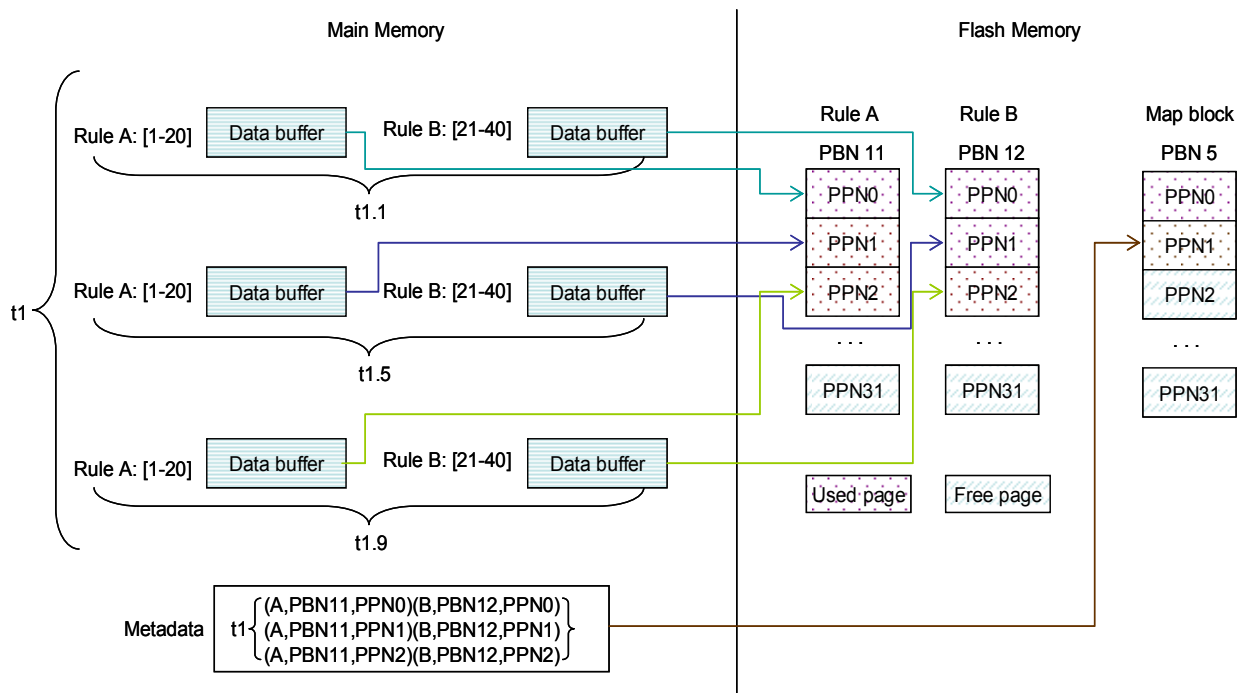 Main Memory
Flash Memory
Rule A: [1-20]
Data buffer
Rule B: [21-40]
Data buffer
t1.1
Rule A: [1-20]
Data buffer
Rule B: [21-40]
Data buffer
t1.5
t1
Rule A: [1-20]
Data buffer
Rule B: [21-40]
Data buffer
t1.9
Metadata
t1
(A,PBN11,PPN0)(B,PBN12,PPN0)
(A,PBN11,PPN1)(B,PBN12,PPN1)
(A,PBN11,PPN2)(B,PBN12,PPN2)
Rule A
PBN 11
PPN0
PPN1
PPN2
. . .
PPN31
Rule B
PBN 12
PPN0
PPN1
PPN2
. . .
PPN31
Map block
PBN 5
PPN0
PPN1
PPN2
. . .
PPN31
Used page
Free page